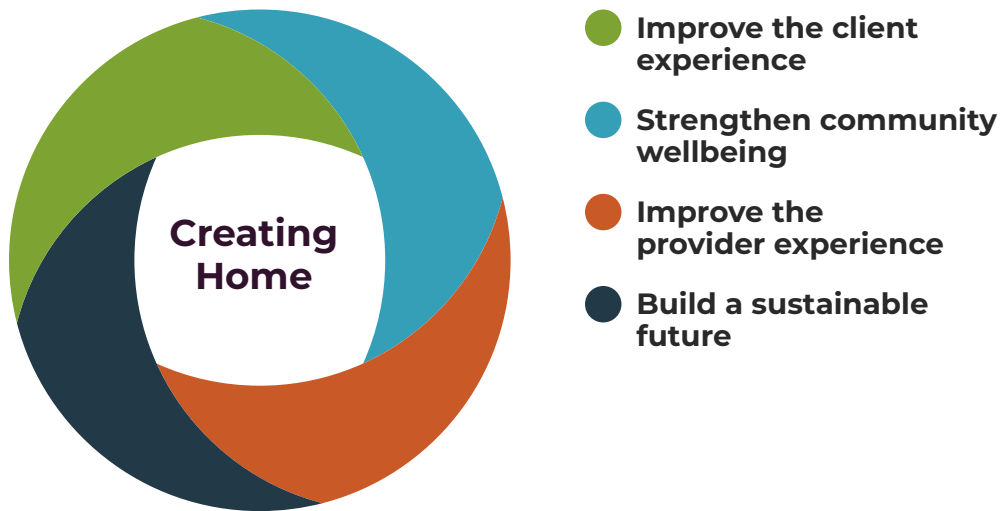 Creating
Home
Improve the client
experience
Strengthen community
wellbeing
Improve the
provider experience
Build a sustainable
future